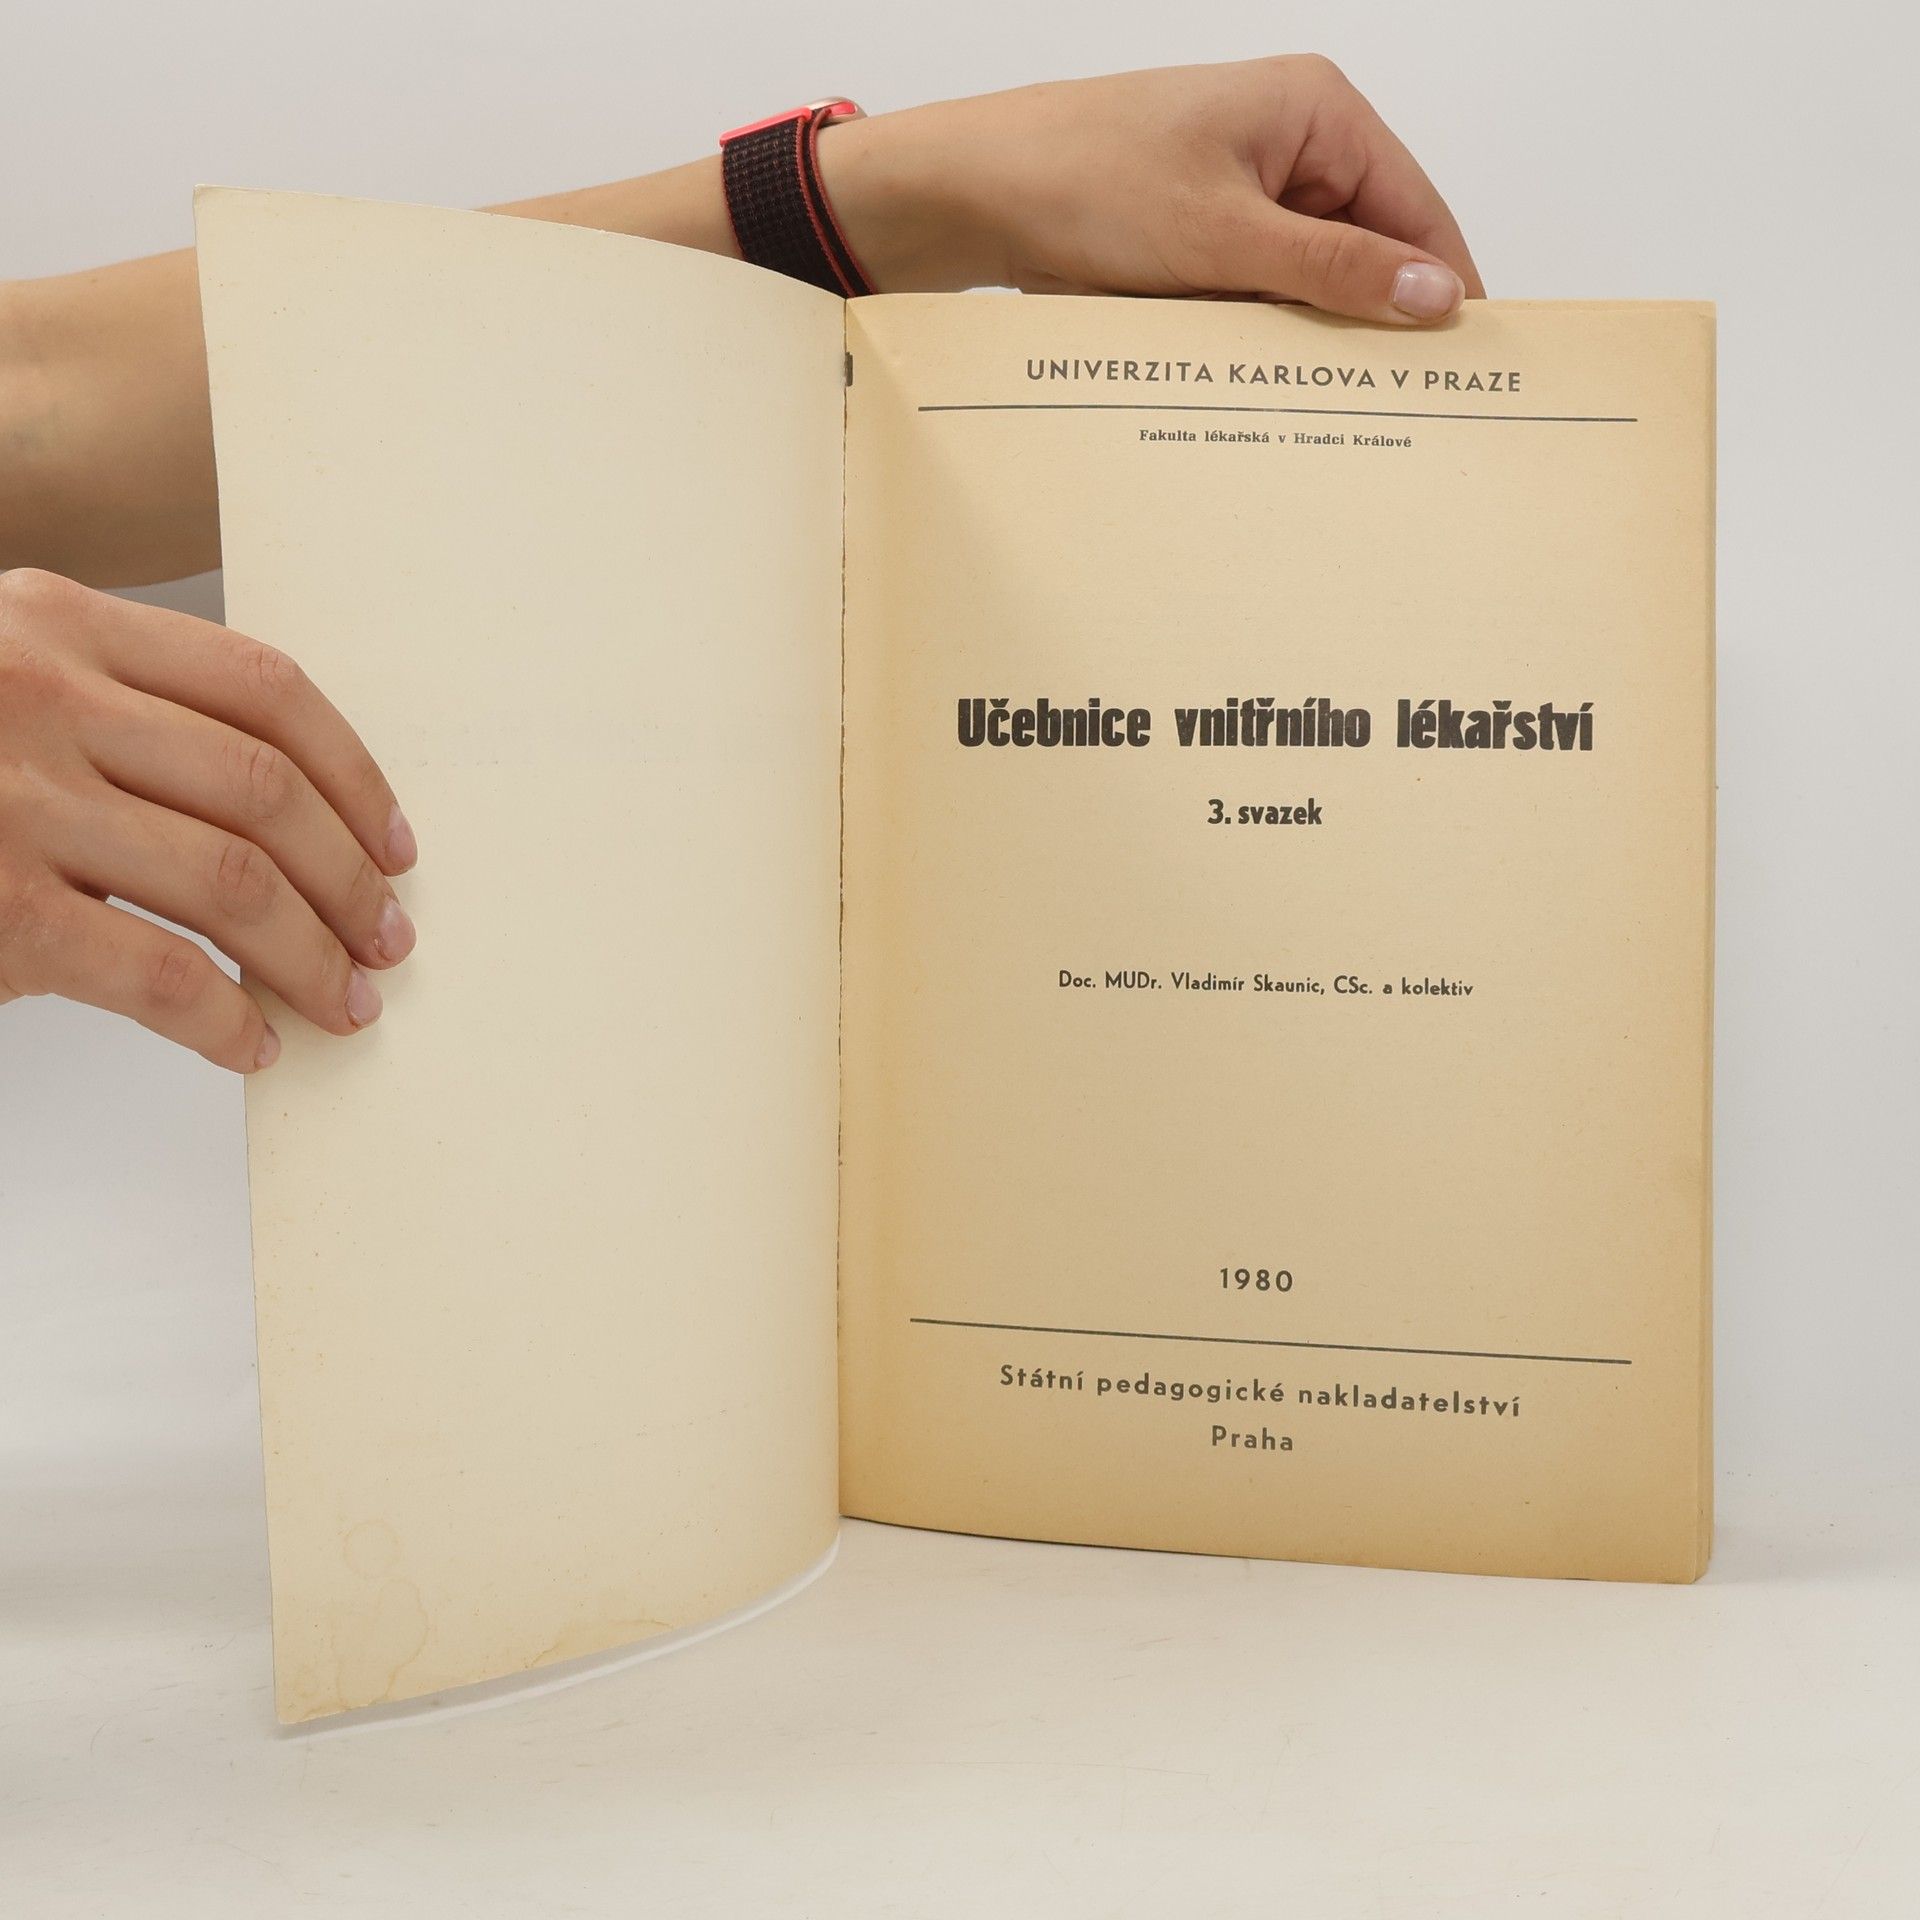 UNIVERZITA KARLOVA V PRAZE
Fakulta lékařská v Hradci Králové
Učebnice vnitřního lékařství
3. svazek
Doc. MUDr. Vladimír Skaunic, CSc. a kolektiv
1980
Státní pedagogické nakladatelství
Praha